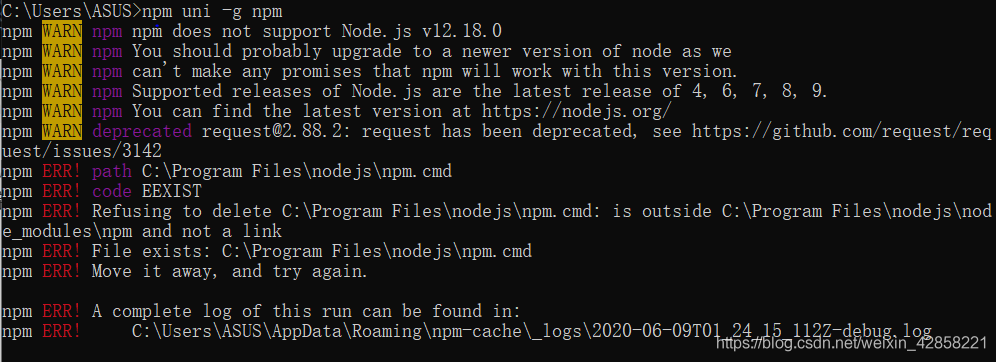 C:\Users\ASUS>npm uni -g npm
npm WARN npm npm does not support Node.js v12.18.0
npm WARN npm You should probably upgrade to a newer version of node as we
npm WARN npm can't make any promises that npm will work with this version.
npm WARN npm Supported releases of Node.js are the latest release of 4, 6, 7, 8, 9.
npm WARN npm You can find the latest version at https://nodejs.org/
npm WARN deprecated request@2.88.2: request has been deprecated, see https://github.com/request/req
uest/issues/3142
npm ERR! path C:\Program Files\nodejs\npm.cmd
npm ERR! code EEXIST
npm ERR! Refusing to delete C:\Program Files\nodejs\npm.cmd: is outside C:\Program Files\nodejs\nod
e_modules\npm and not a link
npm ERR! File exists: C:\Program Files\nodejs\npm.cmd
npm ERR! Move it away, and try again.
npm ERR! A complete log of this run can be found in:
npm ERR!     C:\Users\ASUS\AppData\Roaming\npm-cache\_logs\2020-06-09T01_24_15_112Z-debug.log
https://blog.csdn.net/weixin_42858221